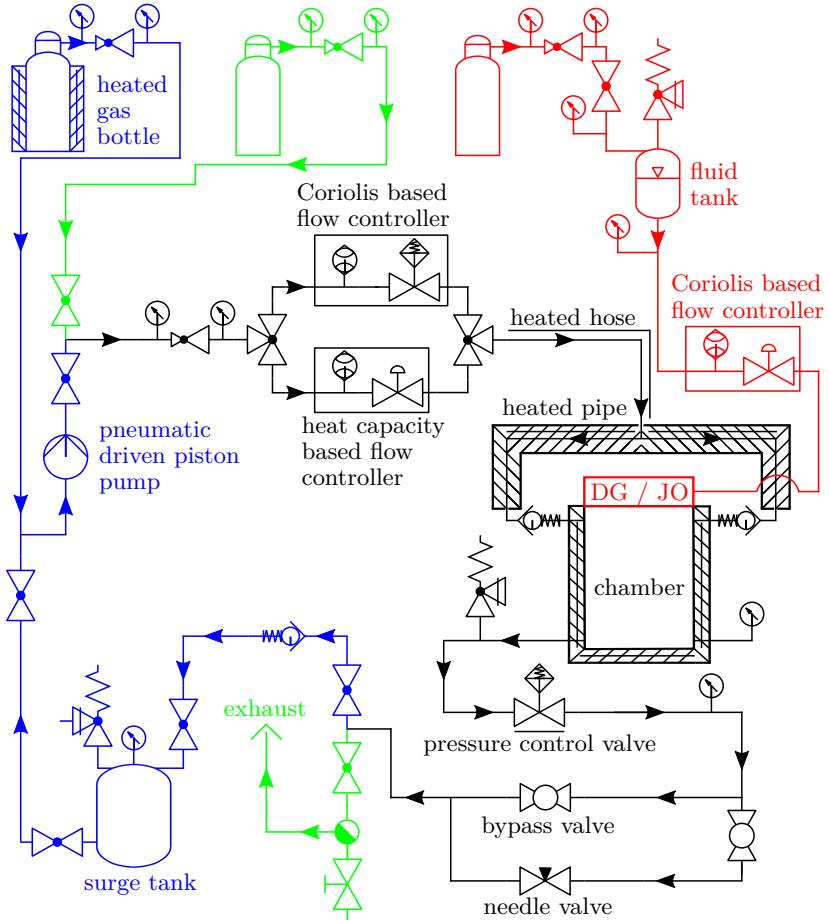 heated
gas
bottle
fluid
tank
Coriolis based
flow controller
Coriolis based
flow controller
heated hose
heated pipe
pneumatic
driven piston
pump
heat capacity
based flow
controller
DG / JO
chamber
exhaust
pressure control valve
bypass valve
surge tank
needle valve